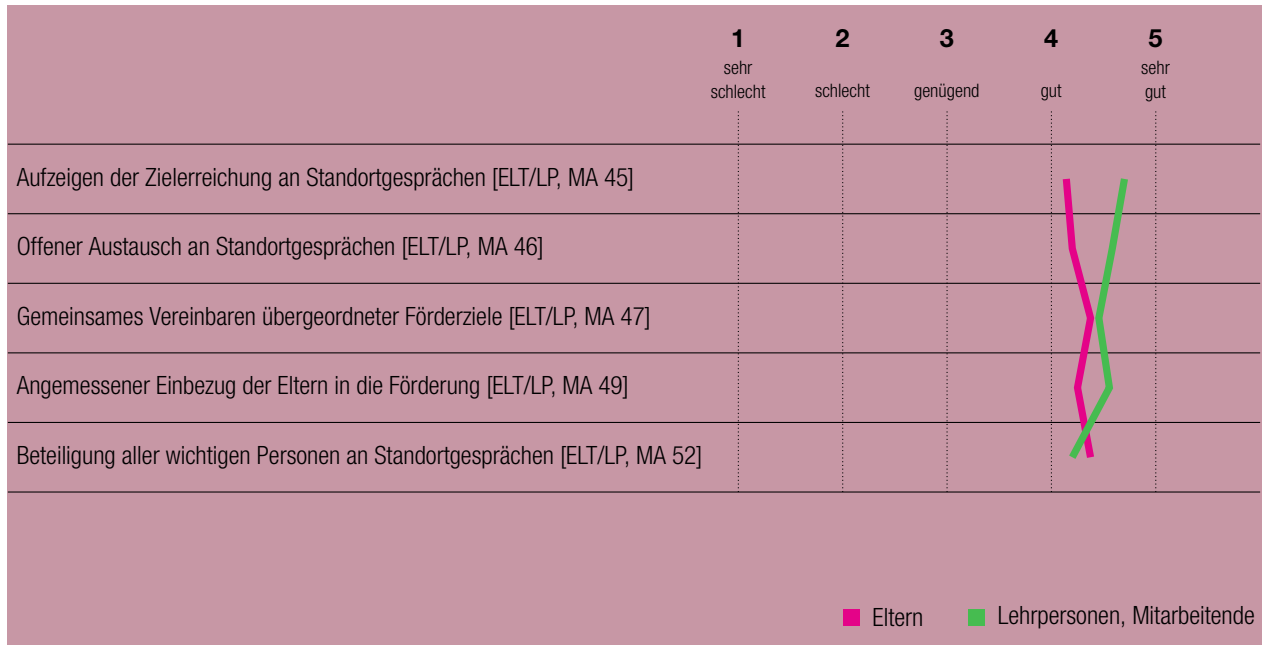 1 2 3 4 5
sehr schlecht schlecht genügend gut sehr gut
Aufzeigen der Zielerreichung an Standortgesprächen [ELT/LP, MA 45]
Offener Austausch an Standortgesprächen [ELT/LP, MA 46]
Gemeinsames Vereinbaren übergeordneter Förderziele [ELT/LP, MA 47]
Angemessener Einbezug der Eltern in die Förderung [ELT/LP, MA 49]
Beteiligung aller wichtigen Personen an Standortgesprächen [ELT/LP, MA 52]
Eltern Lehrpersonen, Mitarbeitende